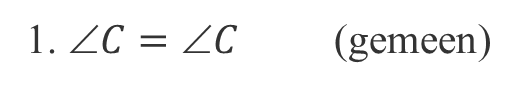 1. ∠C = ∠C (gemeen)